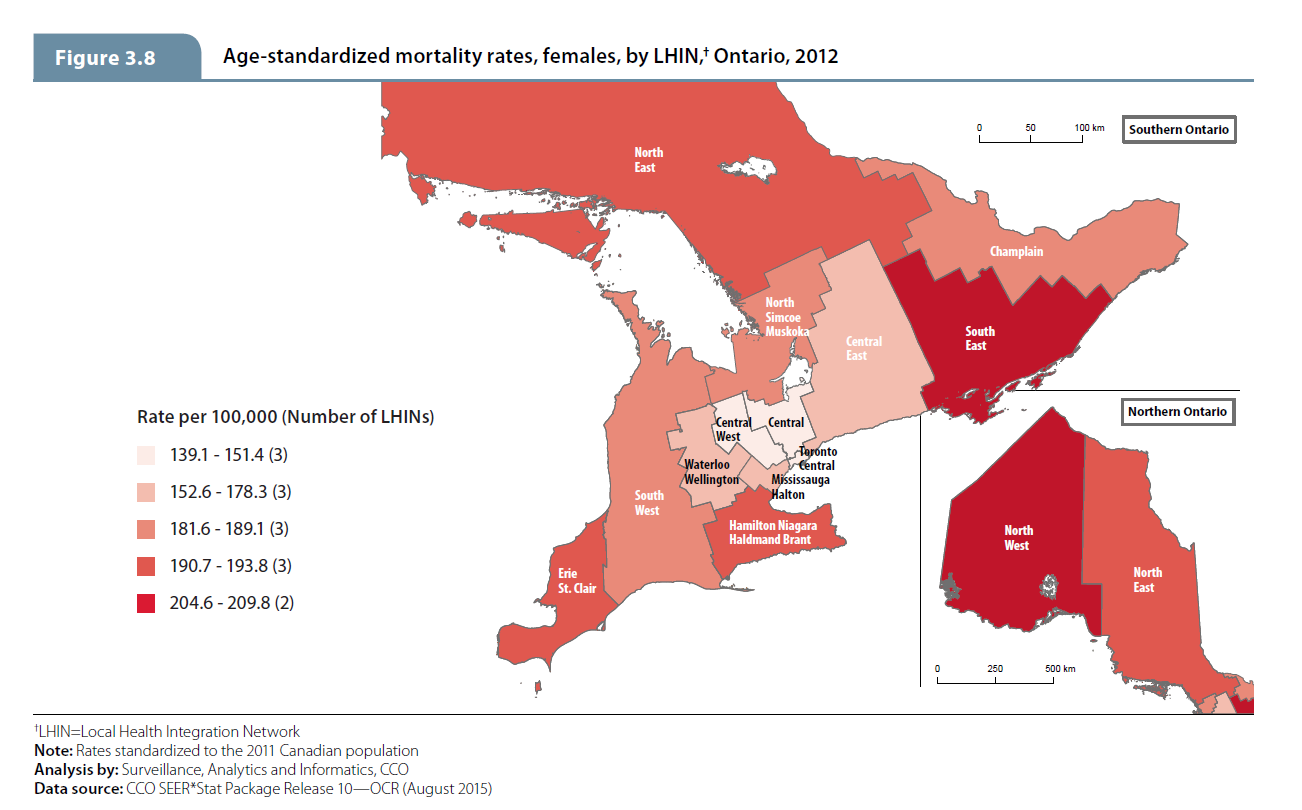 Figure 3.8
Age-standardized mortality rates, females, by LHIN,† Ontario, 2012
0 50 100 km
Southern Ontario
North
East
Champlain
North
Simcoe
Muskoka
Central
East
South
East
Rate per 100,000 (Number of LHINs)
139.1 - 151.4 (3)
152.6 - 178.3 (3)
181.6 - 189.1 (3)
190.7 - 193.8 (3)
204.6 - 209.8 (2)
Northern Ontario
Central
West
Central
Toronto
Central
Waterloo
Wellington
Mississauga
Halton
South
West
Hamilton Niagara
Haldmand Brant
Erie
St. Clair
North
West
North
East
0 250 500 km
†LHIN=Local Health Integration Network
Note: Rates standardized to the 2011 Canadian population
Analysis by: Surveillance, Analytics and Informatics, CCO
Data source: CCO SEER*Stat Package Release 10—OCR (August 2015)